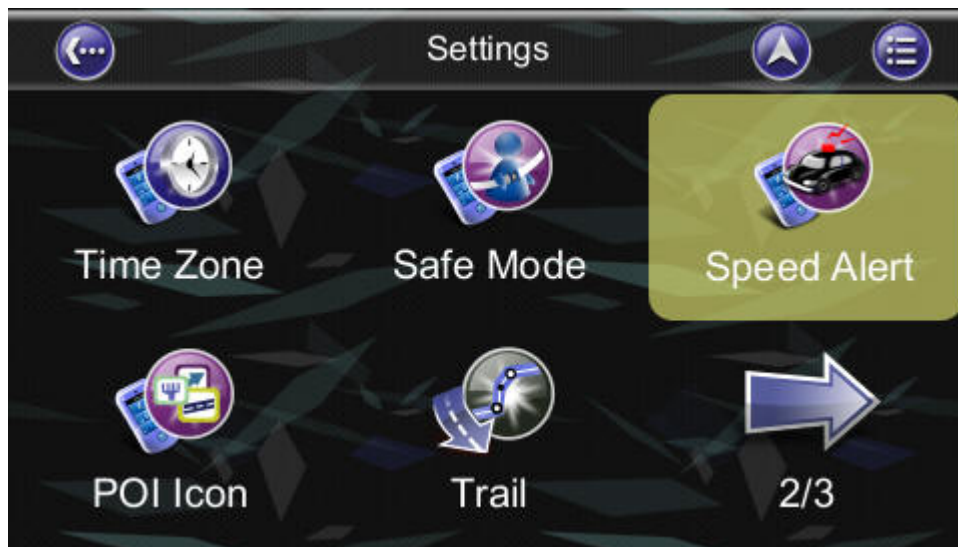 Settings
Time Zone
Safe Mode
Speed Alert
POI Icon
Trail
2/3